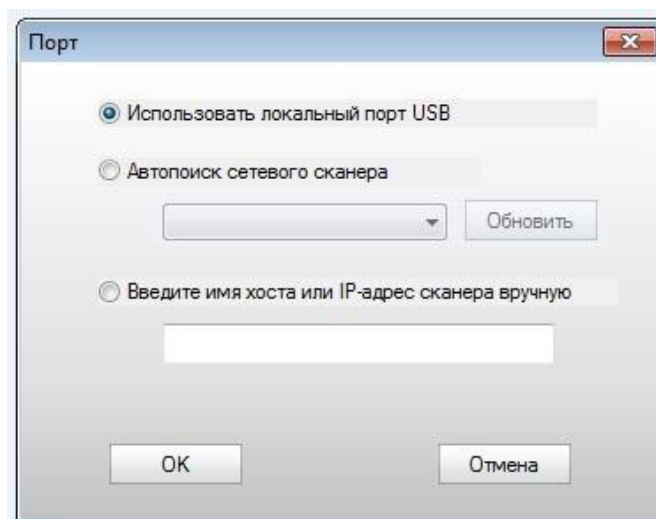 Порт
Использовать локальный порт USB
Автопоиск сетевого сканера
Обновить
Введите имя хоста или IP-адрес сканера вручную
OK
Отмена